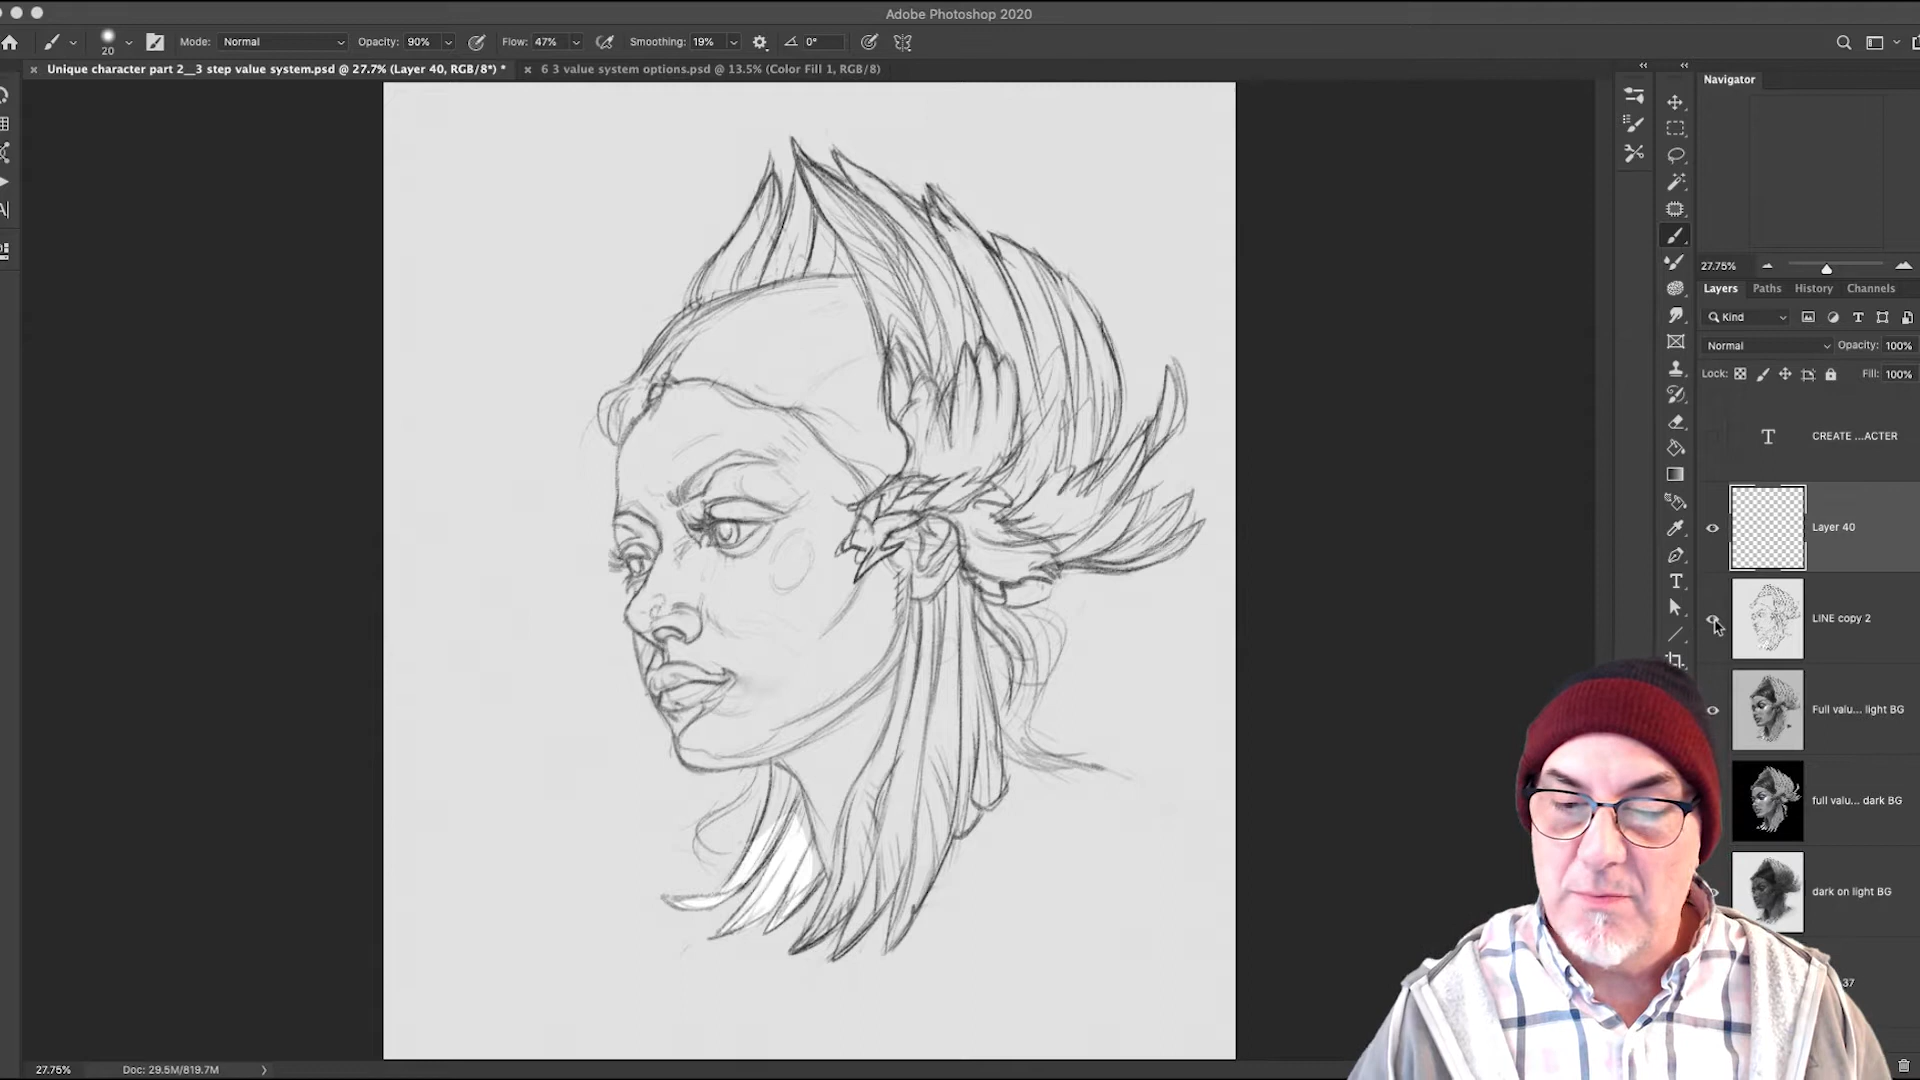 Adobe Photoshop 2020
20 Mode: Normal Opacity: 90% Flow: 47% Smoothing: 19% 0°
Unique character part 2__3 step value system.psd @ 27.7% (Layer 40, RGB/8*) * 6 3 value system options.psd @ 13.5% (Color Fill 1, RGB/8)
Navigator
27.75%
Layers Paths History Channels
Kind
Normal Opacity: 100%
Lock: Fill: 100%
CREATE ...ACTER
Layer 40
LINE copy 2
Full valu... light BG
full valu... dark BG
dark on light BG
37
27.75% Doc: 29.5M/819.7M